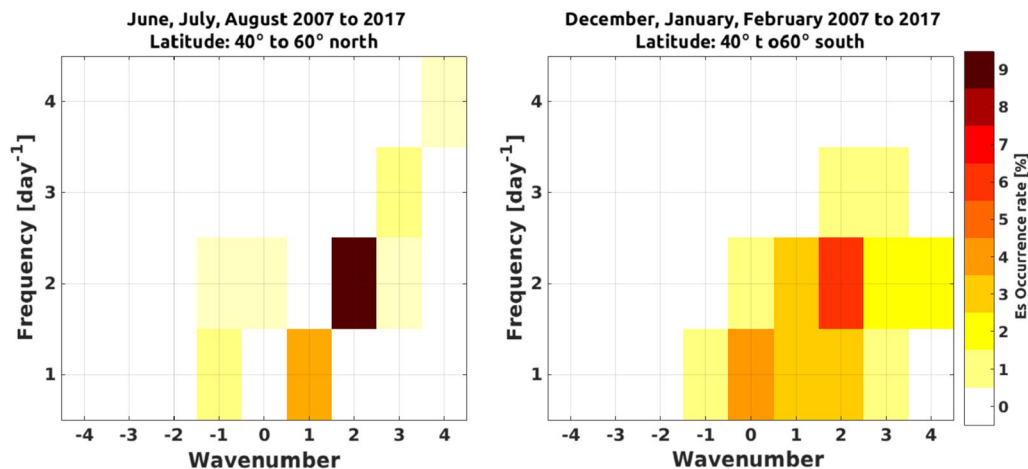 June, July, August 2007 to 2017
Latitude: 40° to 60° north
Frequency [day-1]
4
3
2
1
-4 -3 -2 -1 0 1 2 3 4
Wavenumber
December, January, February 2007 to 2017
Latitude: 40° t o60° south
Frequency [day-1]
4
3
2
1
-4 -3 -2 -1 0 1 2 3 4
Wavenumber
9
8
7
6
5
4
3
2
1
0
Es Occurrence rate [%]